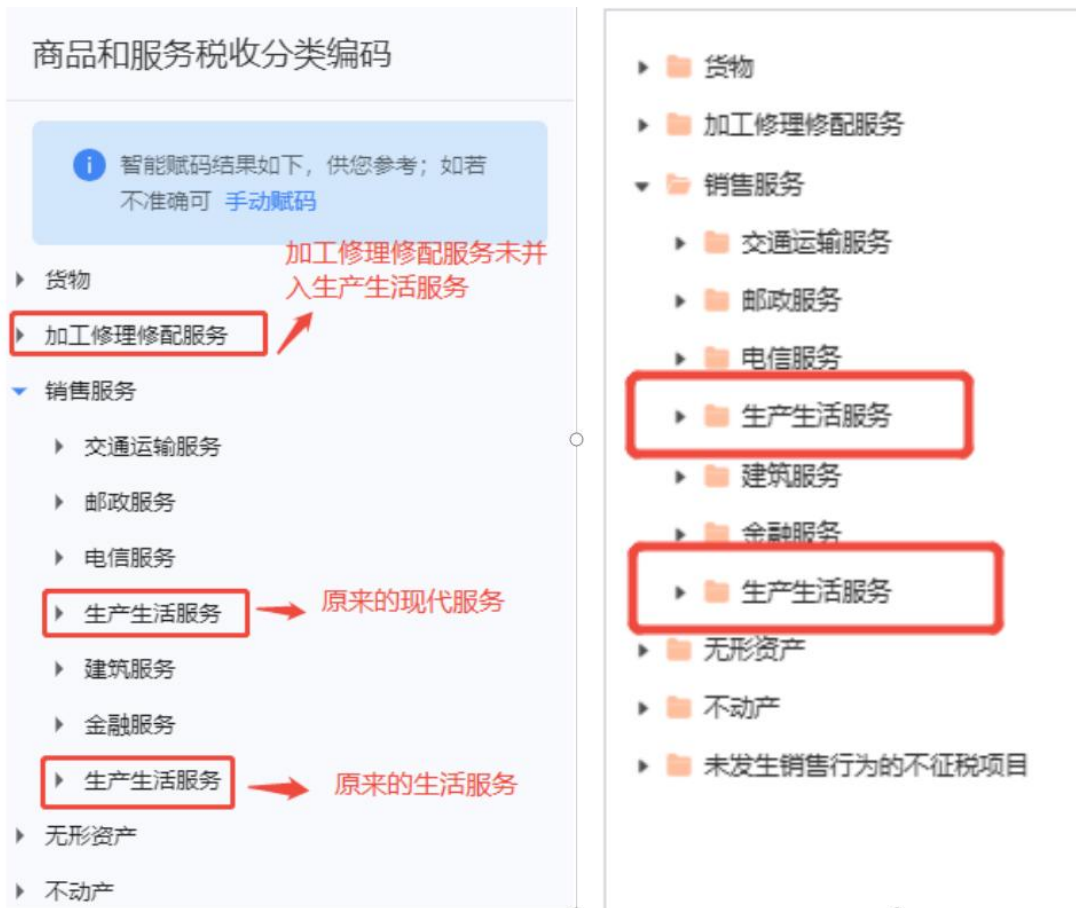 商品和服务税收分类编码
智能赋码结果如下，供您参考；如若
不准确可 手动赋码
加工修理修配服务未并
入生产生活服务
货物
加工修理修配服务
销售服务
交通运输服务
邮政服务
电信服务
生产生活服务
原来的现代服务
建筑服务
金融服务
生产生活服务
原来的生活服务
无形资产
不动产
货物
加工修理修配服务
销售服务
交通运输服务
邮政服务
电信服务
生产生活服务
建筑服务
金融服务
生产生活服务
无形资产
不动产
未发生销售行为的不征税项目